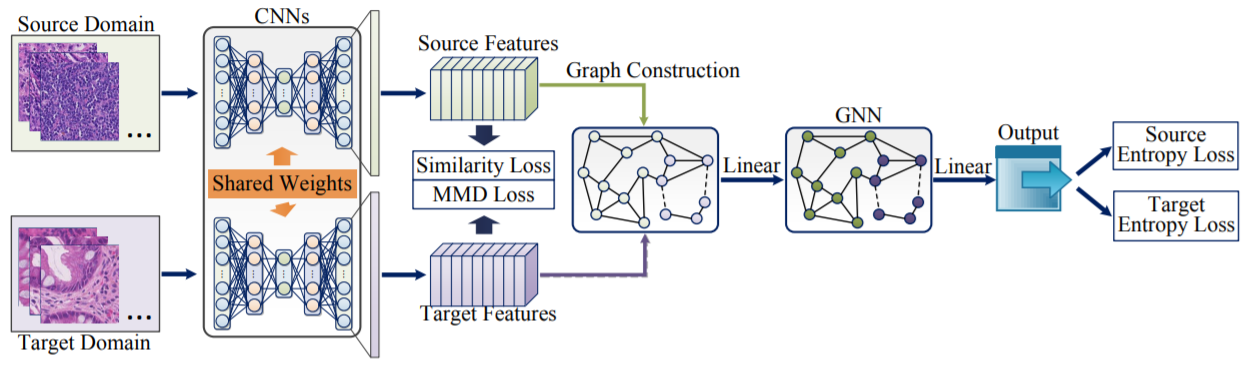 Source Domain
CNNs
Source Features
Graph Construction
Similarity Loss
MMD Loss
Shared Weights
Target Features
Target Domain
Linear
GNN
Linear
Output
Source
Entropy Loss
Target
Entropy Loss